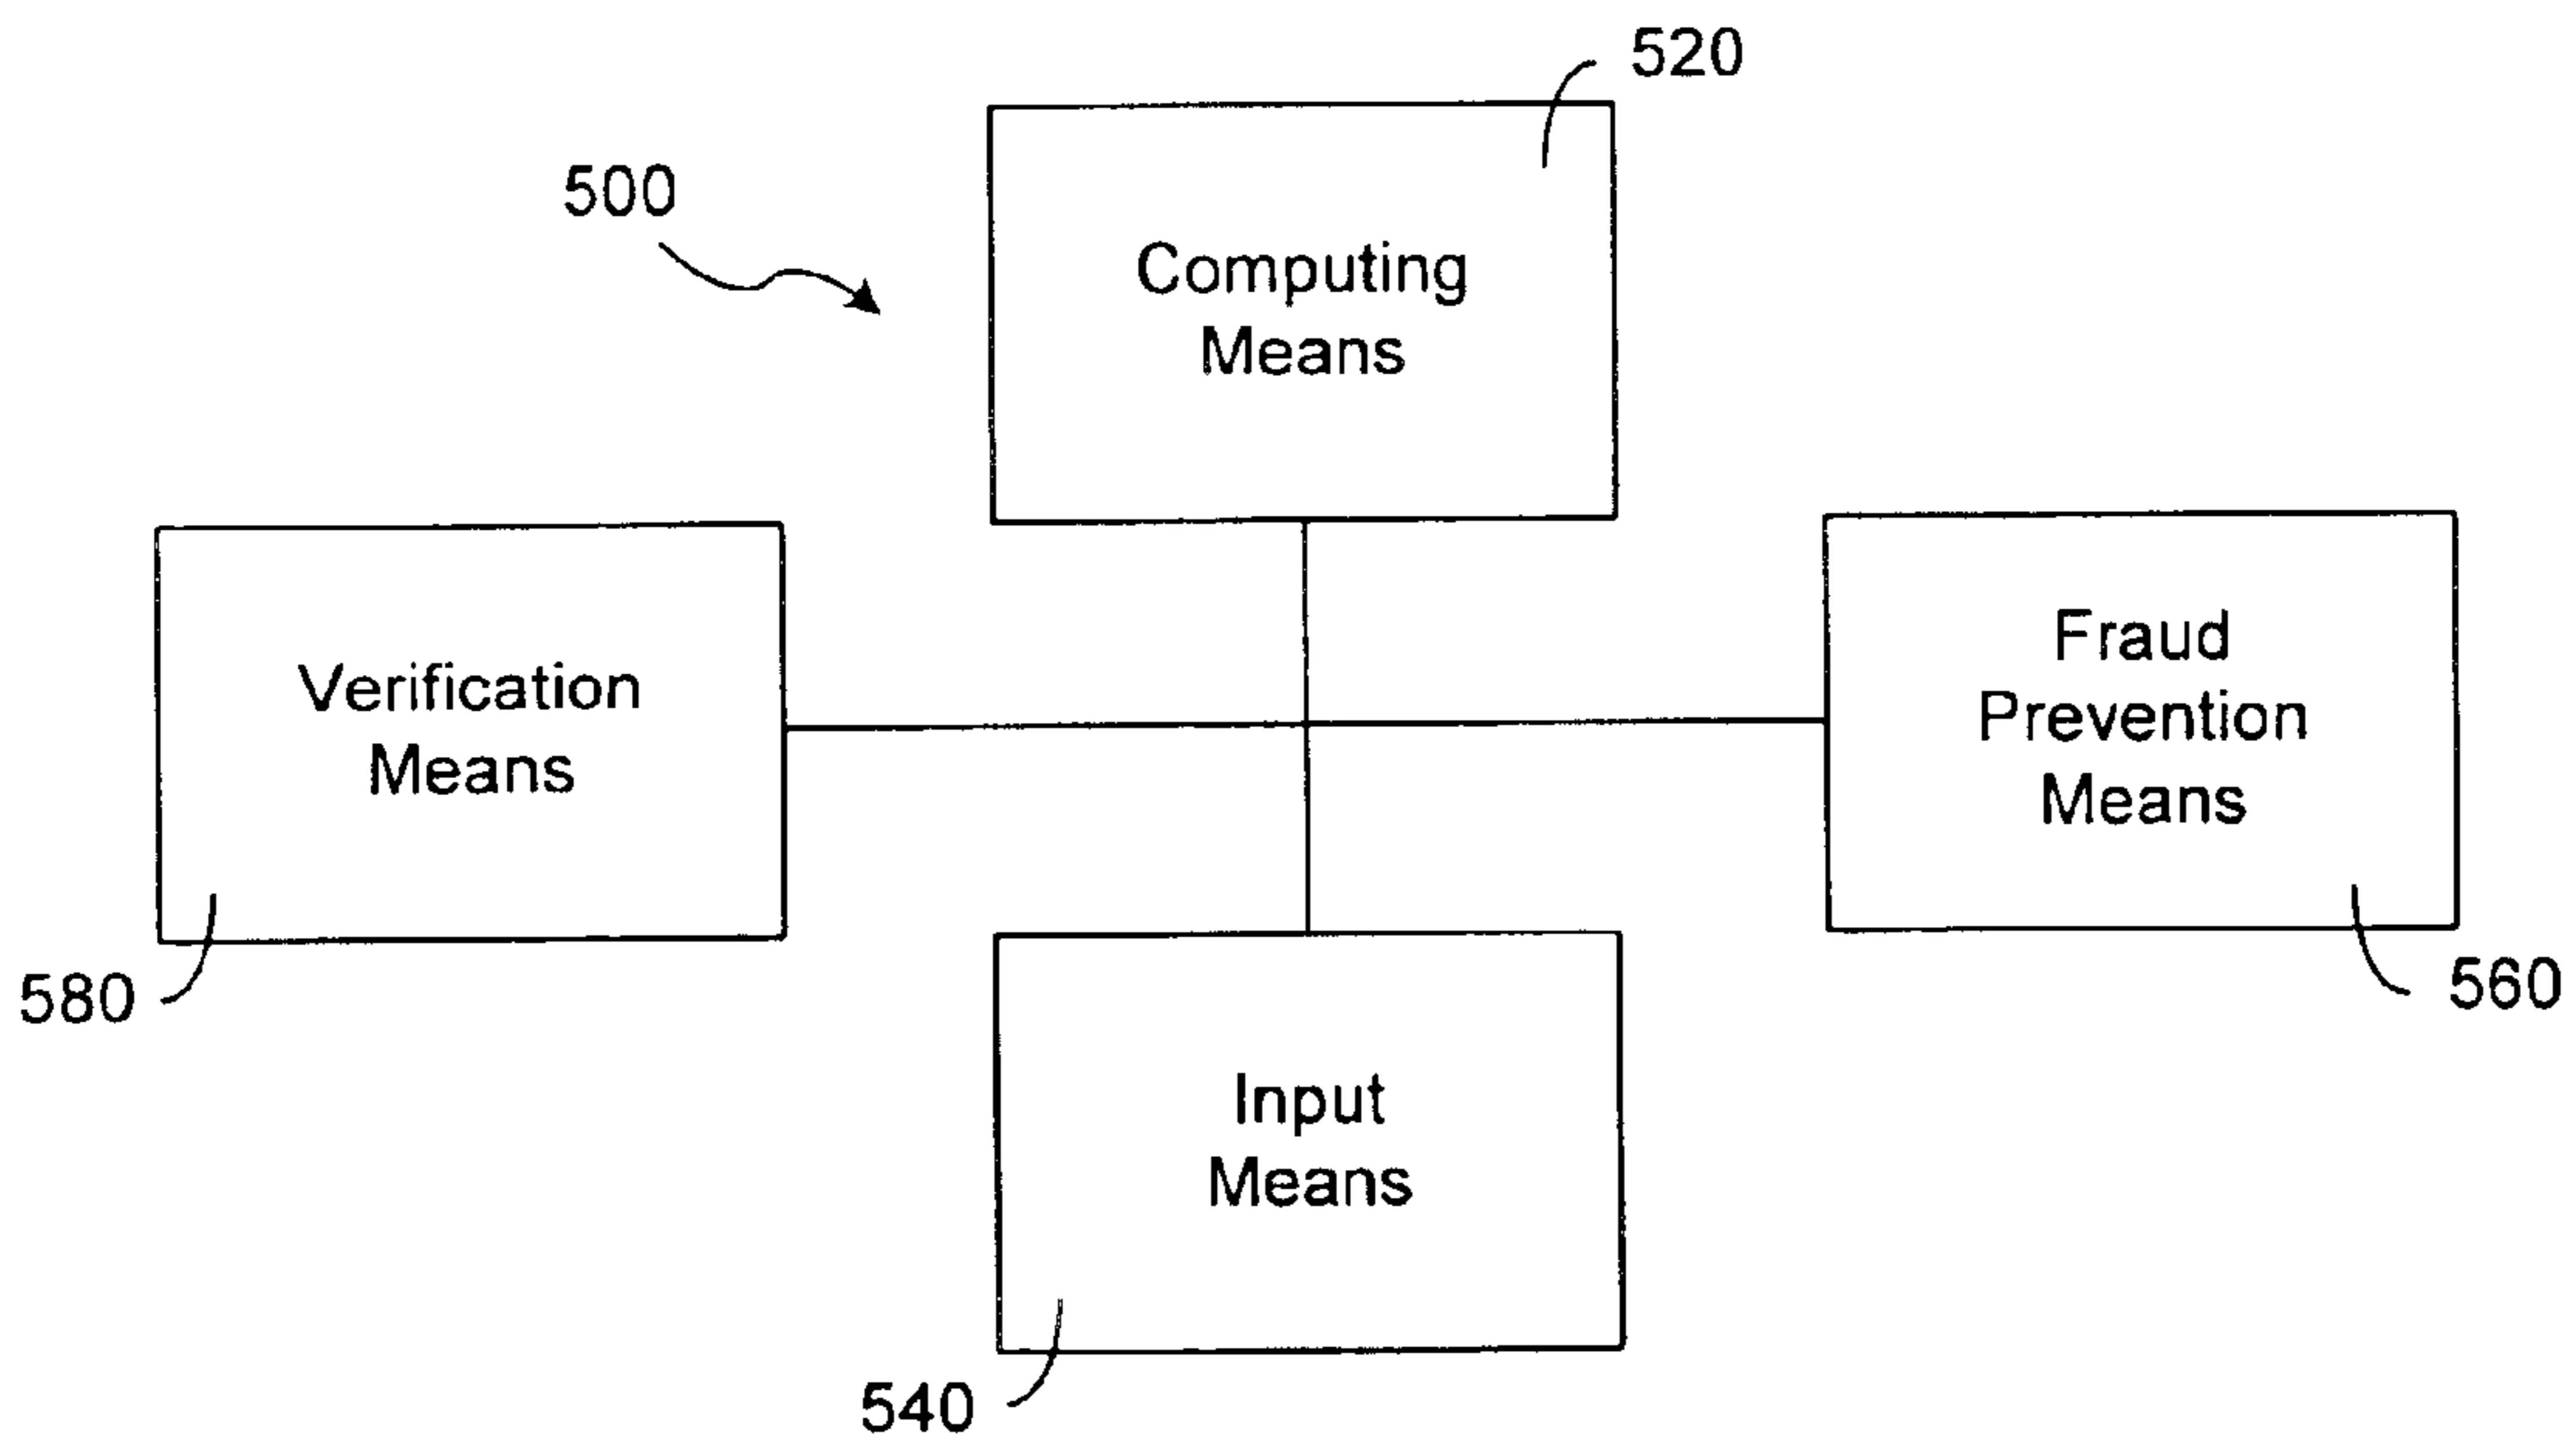 520
500
Computing
Means
Verification
Means
Fraud
Prevention
Means
580
560
Input
Means
540